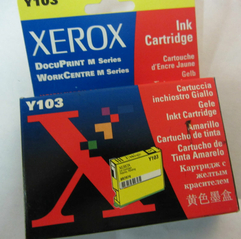 Y103
XEROX
DOCUPRINT M Series
WORKCENTRE M Series
Ink
Cartridge
Cartouche
d'Encre Jaune
Gelb
Y103
Cartuccia
inchiostro Giallo
Gele
Inkt Cartridge
Amarillo
Cartucho de tinta
Cartucho de
Tinta Amarelo
Картридж с
желтым
красителем
黄色墨盒
XEROX
Y103